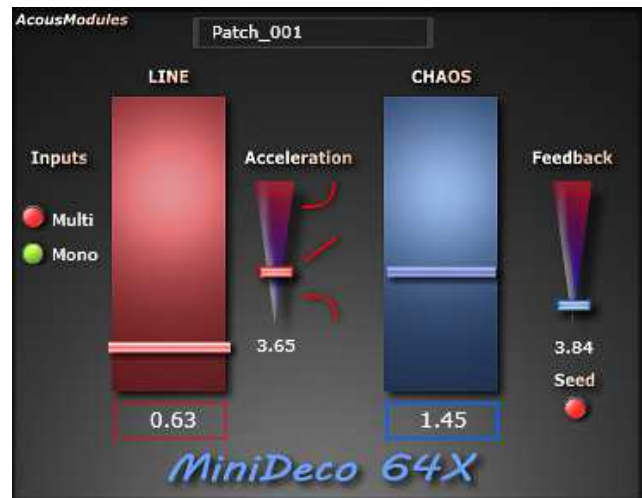 AcousModules
Patch_001
LINE
CHAOS
Inputs
Acceleration
Feedback
Multi
Mono
3.65
3.84
Seed
0.63
1.45
MiniDeco 64X